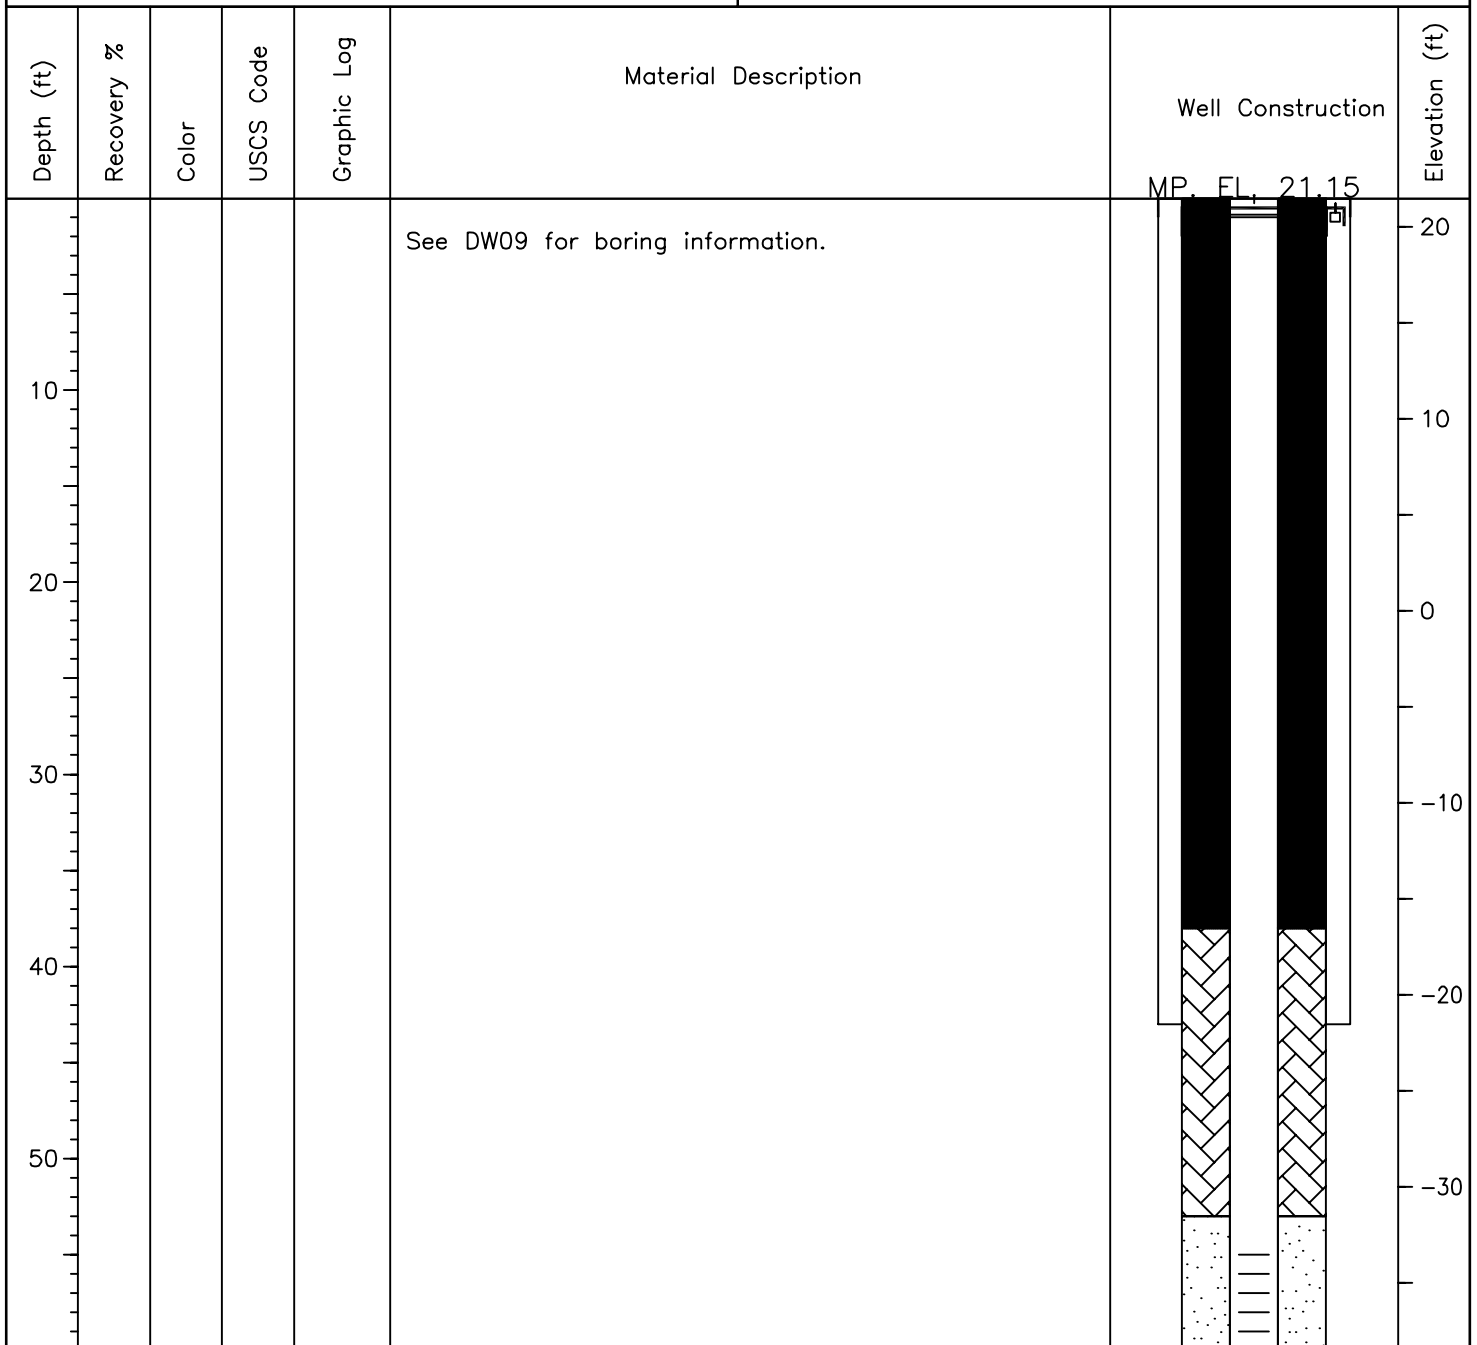 Depth (ft)
Recovery %
Color
USCS Code
Graphic Log
Material Description
Well Construction
Elevation (ft)
MP. EL. 21.15
See DW09 for boring information.
20
10
10
20
0
30
-10
40
-20
50
-30